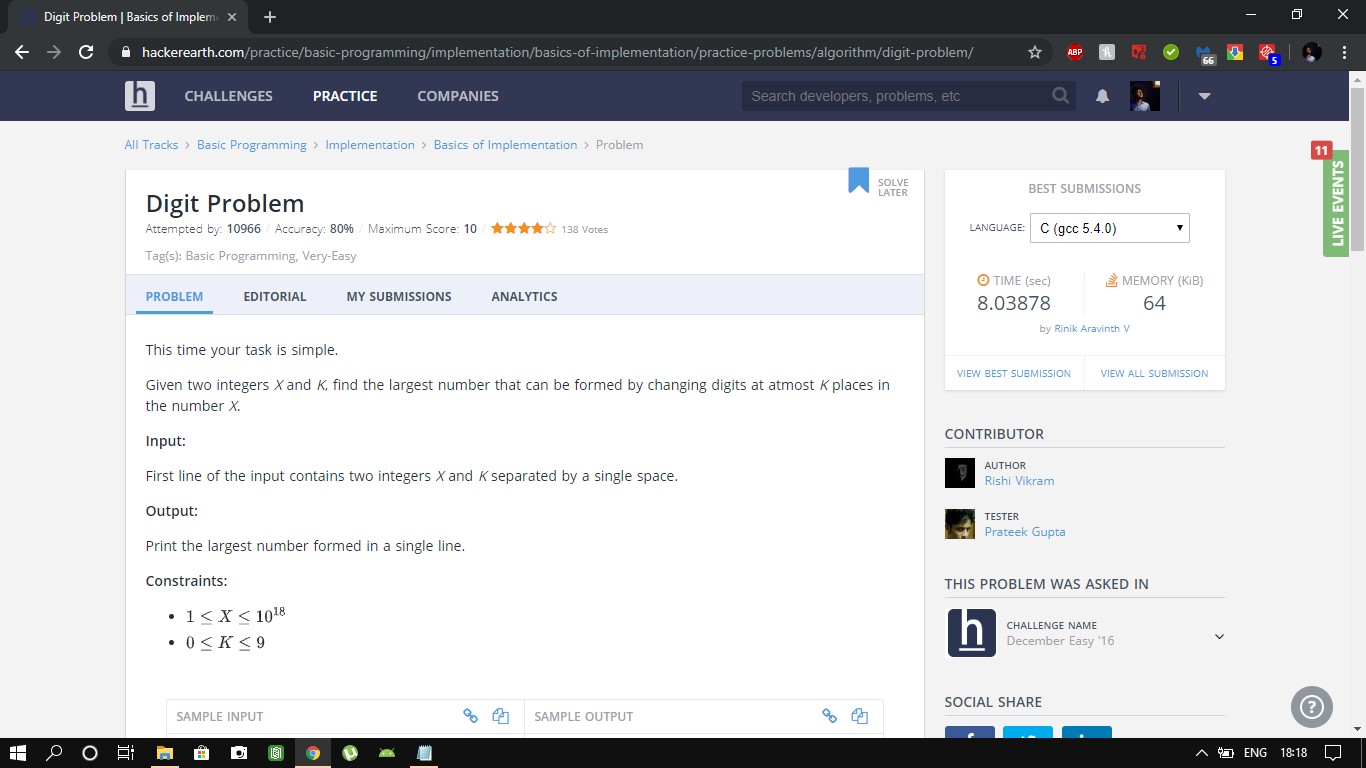 Digit Problem | Basics of Implem
hackerearth.com/practice/basic-programming/implementation/basics-of-implementation/practice-problems/algorithm/digit-problem/
ABP
66
5
h
CHALLENGES
PRACTICE
COMPANIES
Search developers, problems, etc
All Tracks > Basic Programming > Implementation > Basics of Implementation > Problem
11
LIVE EVENTS
Digit Problem
SOLVE
LATER
Attempted by: 10966 / Accuracy: 80% / Maximum Score: 10 / 138 Votes
Tag(s): Basic Programming, Very-Easy
PROBLEM
EDITORIAL
MY SUBMISSIONS
ANALYTICS
This time your task is simple.
Given two integers X and K, find the largest number that can be formed by changing digits at atmost K places in
the number X.
Input:
First line of the input contains two integers X and K separated by a single space.
Output:
Print the largest number formed in a single line.
Constraints:
• 1 ≤ X ≤ 10^18
• 0 ≤ K ≤ 9
SAMPLE INPUT
SAMPLE OUTPUT
BEST SUBMISSIONS
LANGUAGE: C (gcc 5.4.0)
TIME (sec)
8.03878
MEMORY (KiB)
64
by Rinik Aravinth V
VIEW BEST SUBMISSION
VIEW ALL SUBMISSION
CONTRIBUTOR
AUTHOR
Rishi Vikram
TESTER
Prateek Gupta
THIS PROBLEM WAS ASKED IN
h
CHALLENGE NAME
December Easy '16
SOCIAL SHARE
?
ENG 18:18